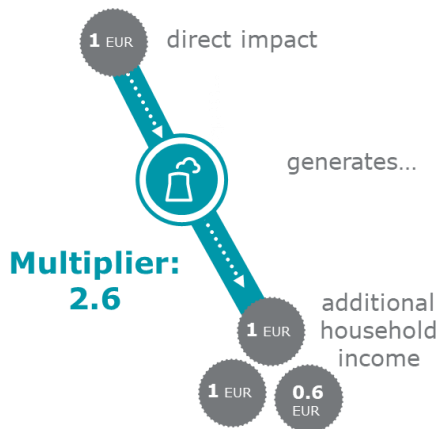 1 EUR
direct impact
generates...
Multiplier:
2.6
additional
household
income
1 EUR
1 EUR
0.6
EUR